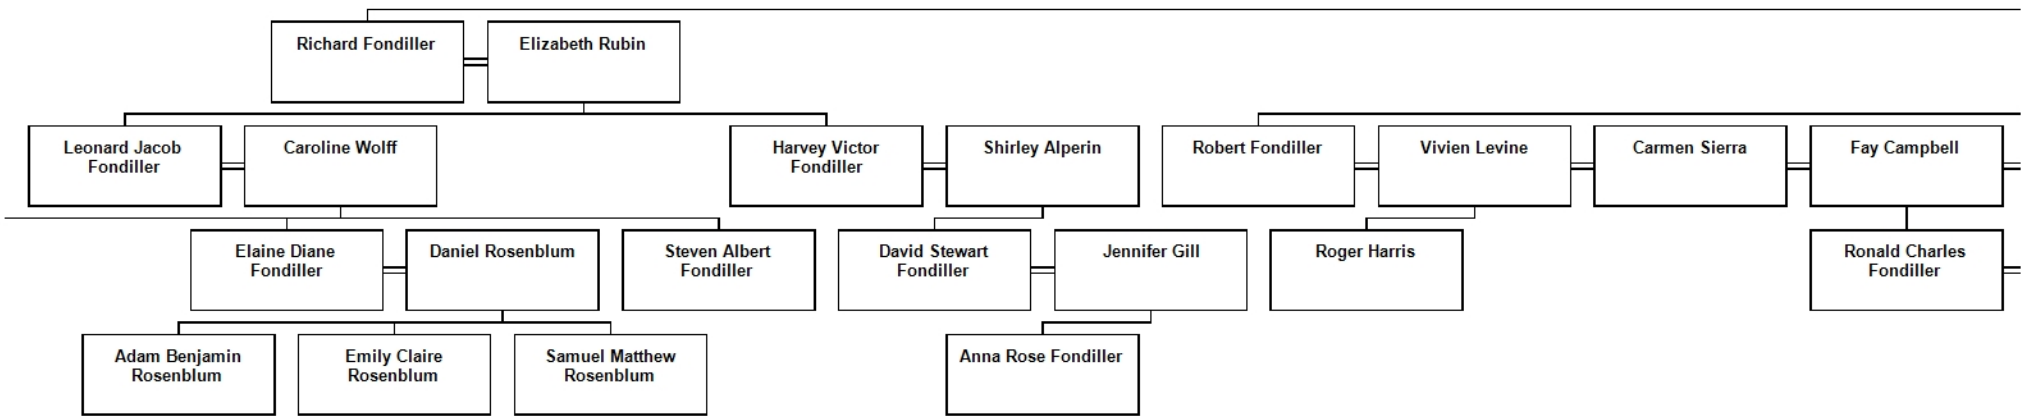 Richard Fondiller
Elizabeth Rubin
Leonard Jacob
Fondiller
Caroline Wolff
Harvey Victor
Fondiller
Shirley Alperin
Robert Fondiller
Vivien Levine
Carmen Sierra
Fay Campbell
Elaine Diane
Fondiller
Daniel Rosenblum
Steven Albert
Fondiller
David Stewart
Fondiller
Jennifer Gill
Roger Harris
Ronald Charles
Fondiller
Adam Benjamin
Rosenblum
Emily Claire
Rosenblum
Samuel Matthew
Rosenblum
Anna Rose Fondiller